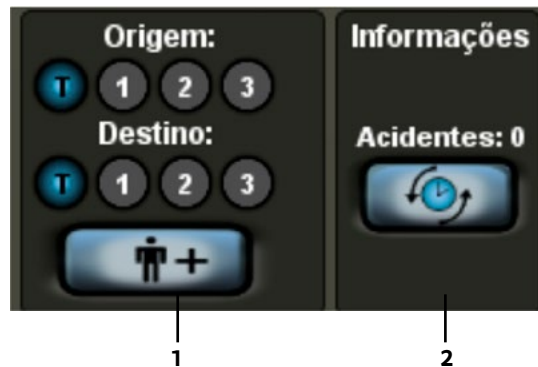 Origem:
T 1 2 3
Destino:
T 1 2 3
Informações
Acidentes: 0
1
2